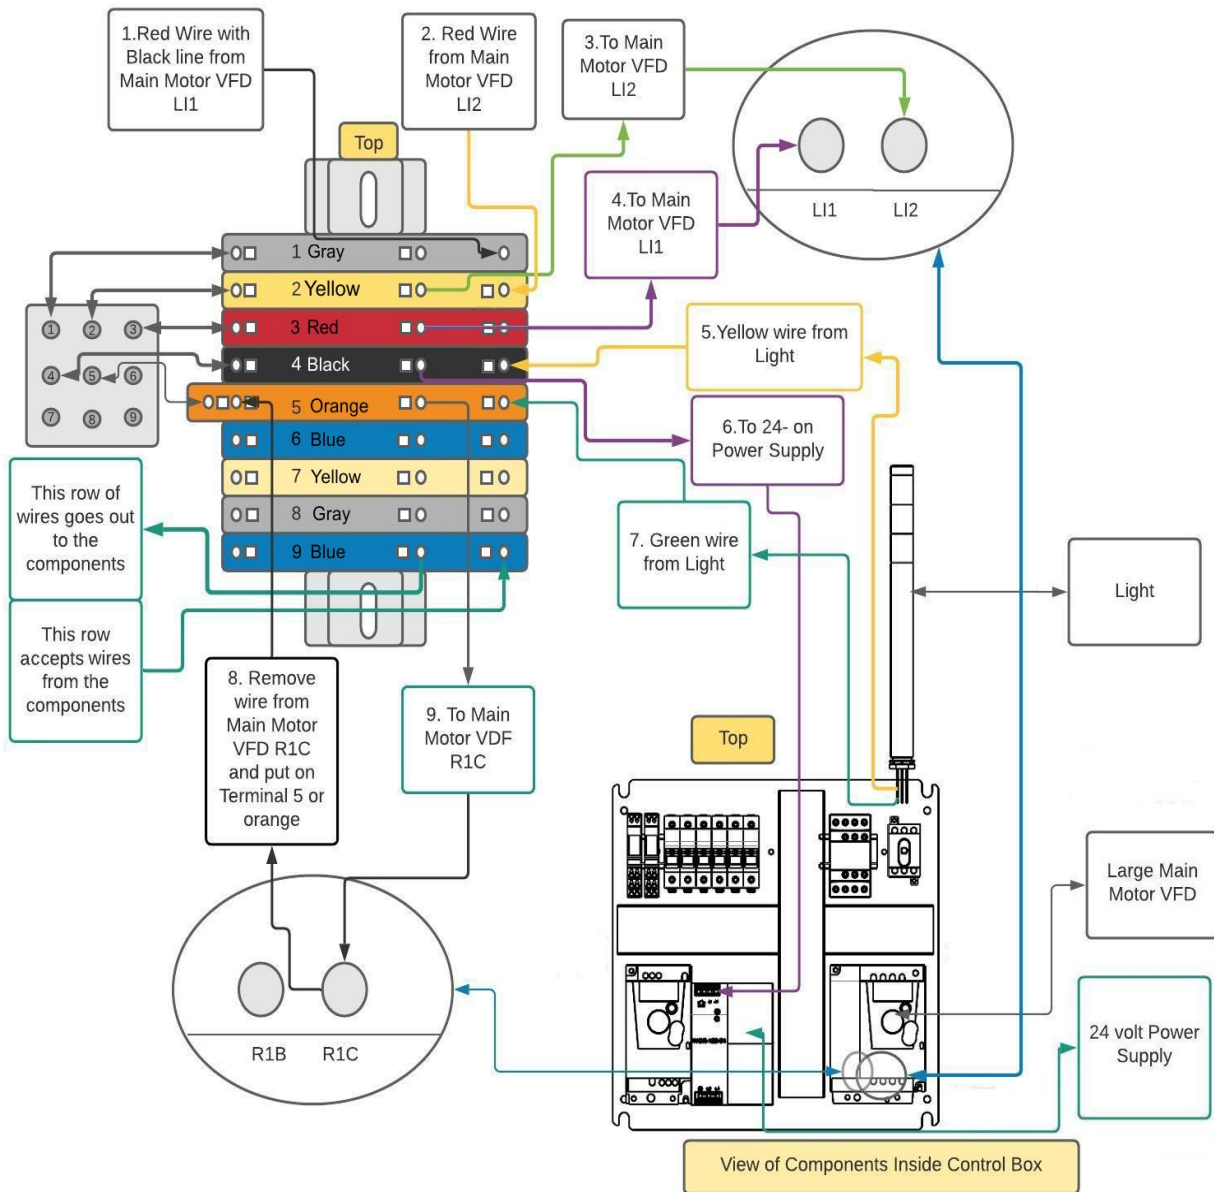 1.Red Wire with
Black line from
Main Motor VFD
LI1
2. Red Wire
from Main
Motor VFD
LI2
3.To Main
Motor VFD
LI2
Top
4.To Main
Motor VFD
LI1
LI1
LI2
1 Gray
2 Yellow
3 Red
4 Black
5 Orange
6 Blue
7 Yellow
8 Gray
9 Blue
1 2 3
4 5 6
7 8 9
5.Yellow wire from
Light
6.To 24- on
Power Supply
7. Green wire
from Light
This row of
wires goes out
to the
components
This row
accepts wires
from the
components
8. Remove
wire from
Main Motor
VFD R1C
and put on
Terminal 5 or
orange
9. To Main
Motor VDF
R1C
Light
Top
Large Main
Motor VFD
R1B
R1C
24 volt Power
Supply
View of Components Inside Control Box